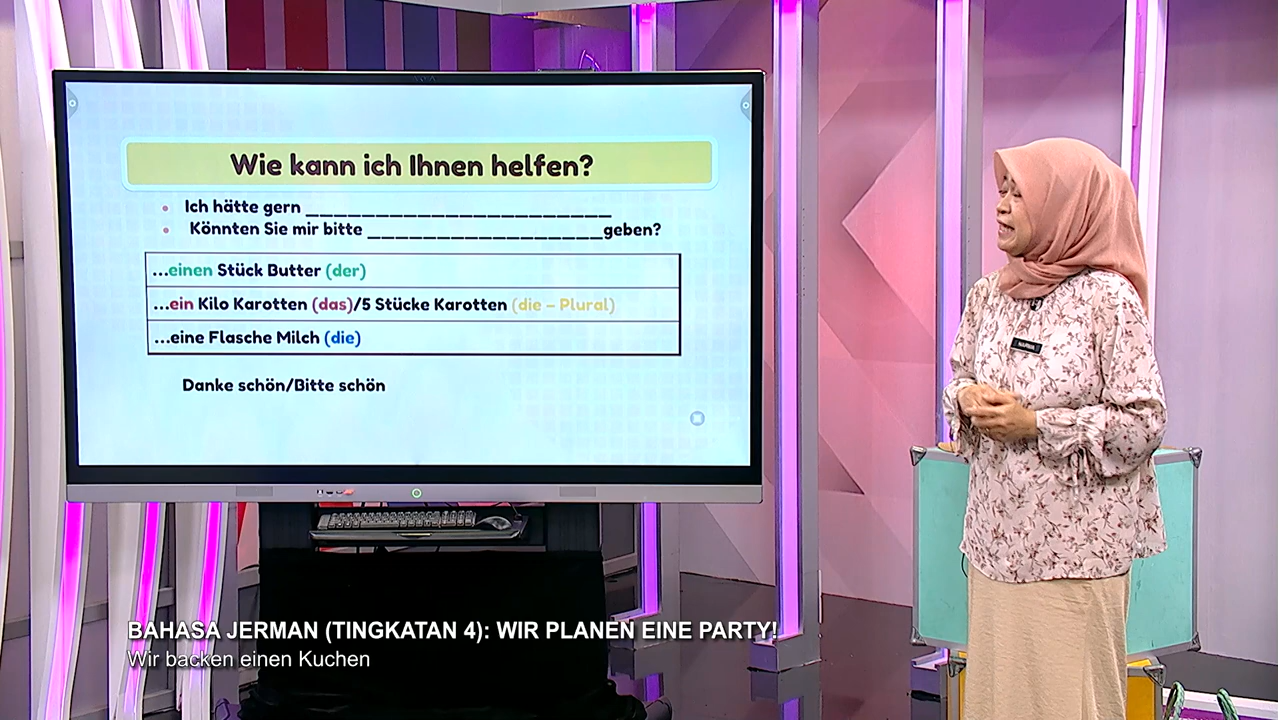 Wie kann ich Ihnen helfen?
• Ich hätte gern ______________________
• Könnten Sie mir bitte _________________geben?
...einen Stück Butter (der)
...ein Kilo Karotten (das)/5 Stücke Karotten (die – Plural)
...eine Flasche Milch (die)
Danke schön/Bitte schön
BAHASA JERMAN (TINGKATAN 4): WIR PLANEN EINE PARTY!
Wir backen einen Kuchen